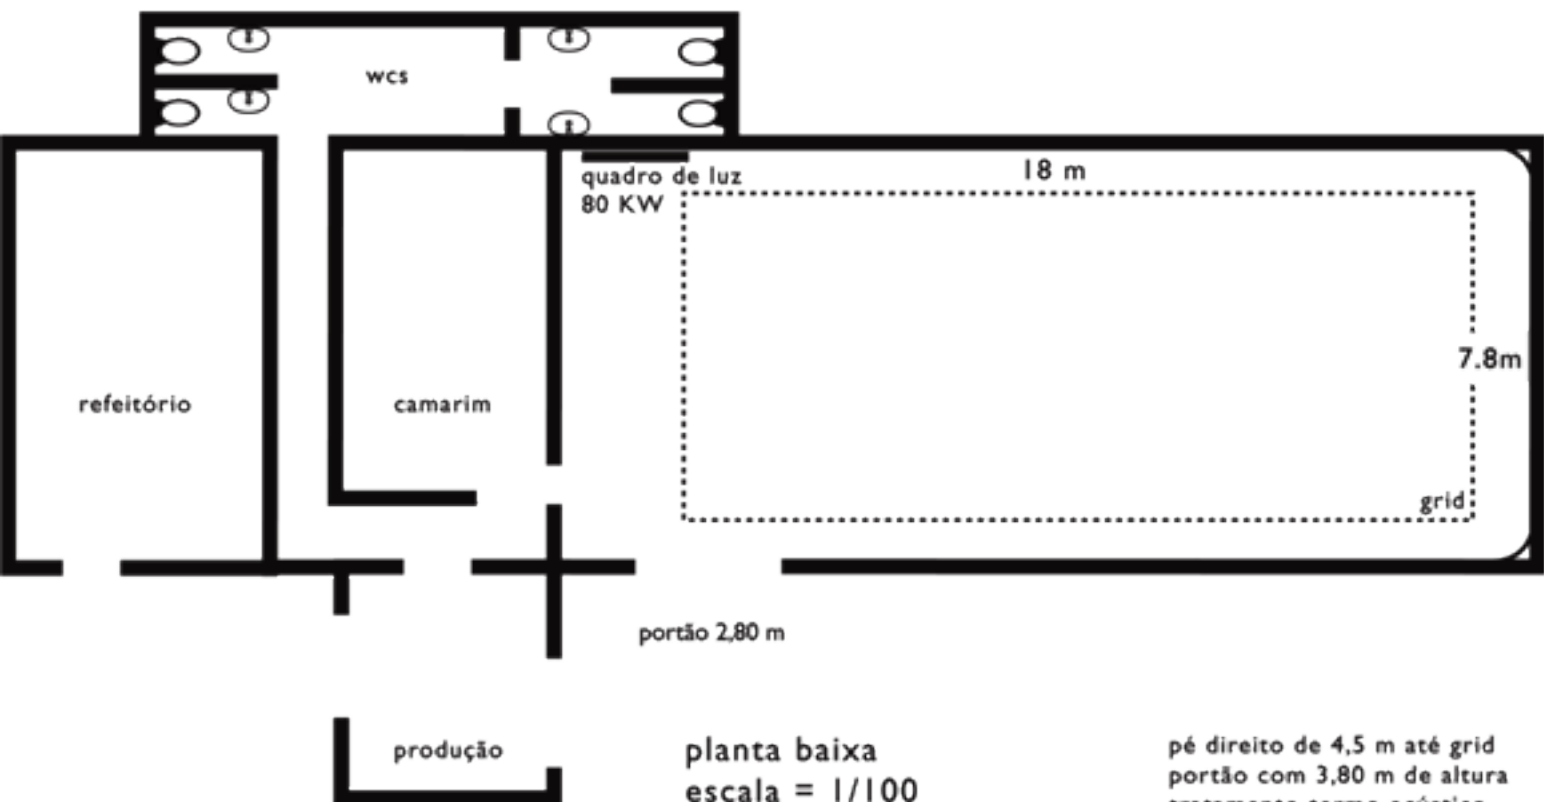 wcs
quadro de luz
80 KW
18 m
7.8m
refeitório
camarim
grid
portão 2,80 m
produção
planta baixa
escala = 1/100
pé direito de 4,5 m até grid
portão com 3,80 m de altura